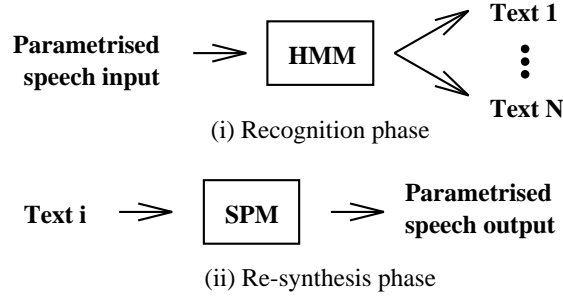 Parametrised
speech input
HMM
Text 1
Text N
(i) Recognition phase
Text i
SPM
Parametrised
speech output
(ii) Re-synthesis phase